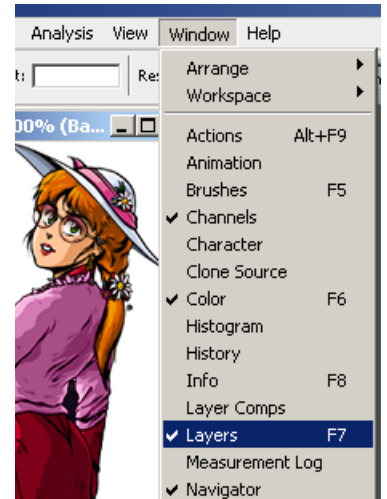 Analysis View Window Help
t: Re
Arrange
Workspace
00% (Ba...
Actions Alt+F9
Animation
Brushes F5
Channels
Character
Clone Source
Color F6
Histogram
History
Info F8
Layer Comps
Layers F7
Measurement Log
Navigator